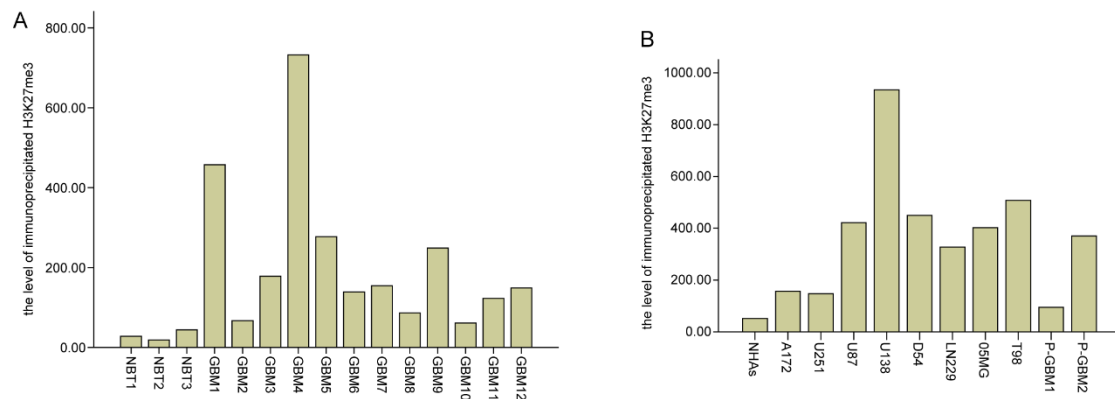 A
the level of immunoprecipitated H3K27me3
800.00
600.00
400.00
200.00
0.00
NBT1
NBT2
NBT3
GBM1
GBM2
GBM3
GBM4
GBM5
GBM6
GBM7
GBM8
GBM9
GBM10
GBM11
GBM12
B
the level of immunoprecipitated H3K27me3
1000.00
800.00
600.00
400.00
200.00
0.00
NHAs
A172
U251
U87
U138
D54
LN229
05MG
T98
P-GBM1
P-GBM2